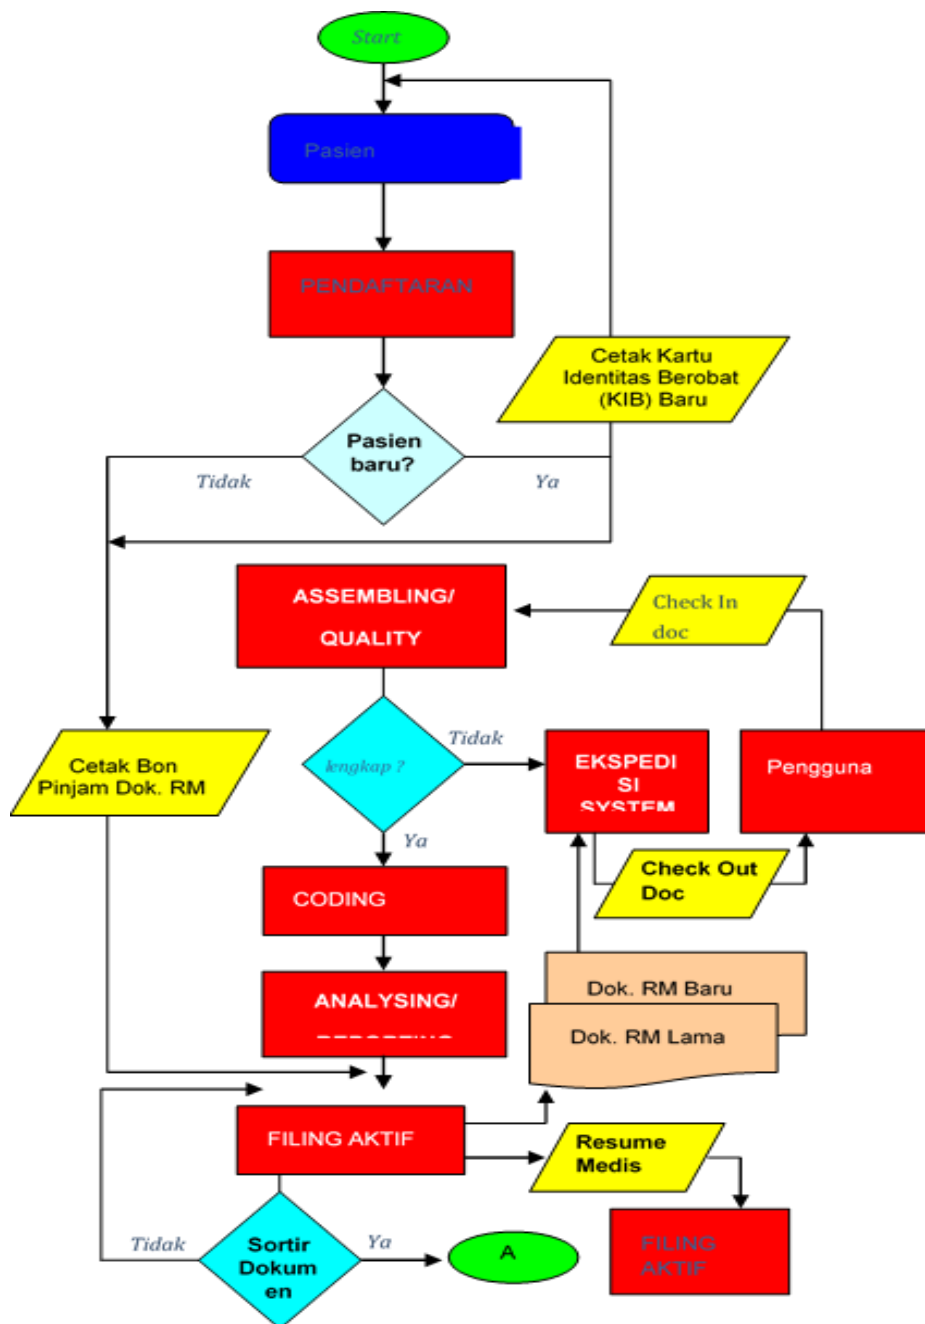 Start
Pasien
PENDAFTARAN
Cetak Kartu
Identitas Berobat
(KIB) Baru
Pasien
baru?
Tidak
Ya
ASSEMBLING/
QUALITY
Check In
doc
Cetak Bon
Pinjam Dok. RM
lengkap ?
Tidak
EKSPEDI
SI
SYSTEM
Pengguna
Ya
Check Out
Doc
CODING
ANALYSING/
Dok. RM Baru
Dok. RM Lama
FILING AKTIF
Resume
Medis
Tidak
Sortir
Dokum
en
Ya
A
FILING
AKTIF